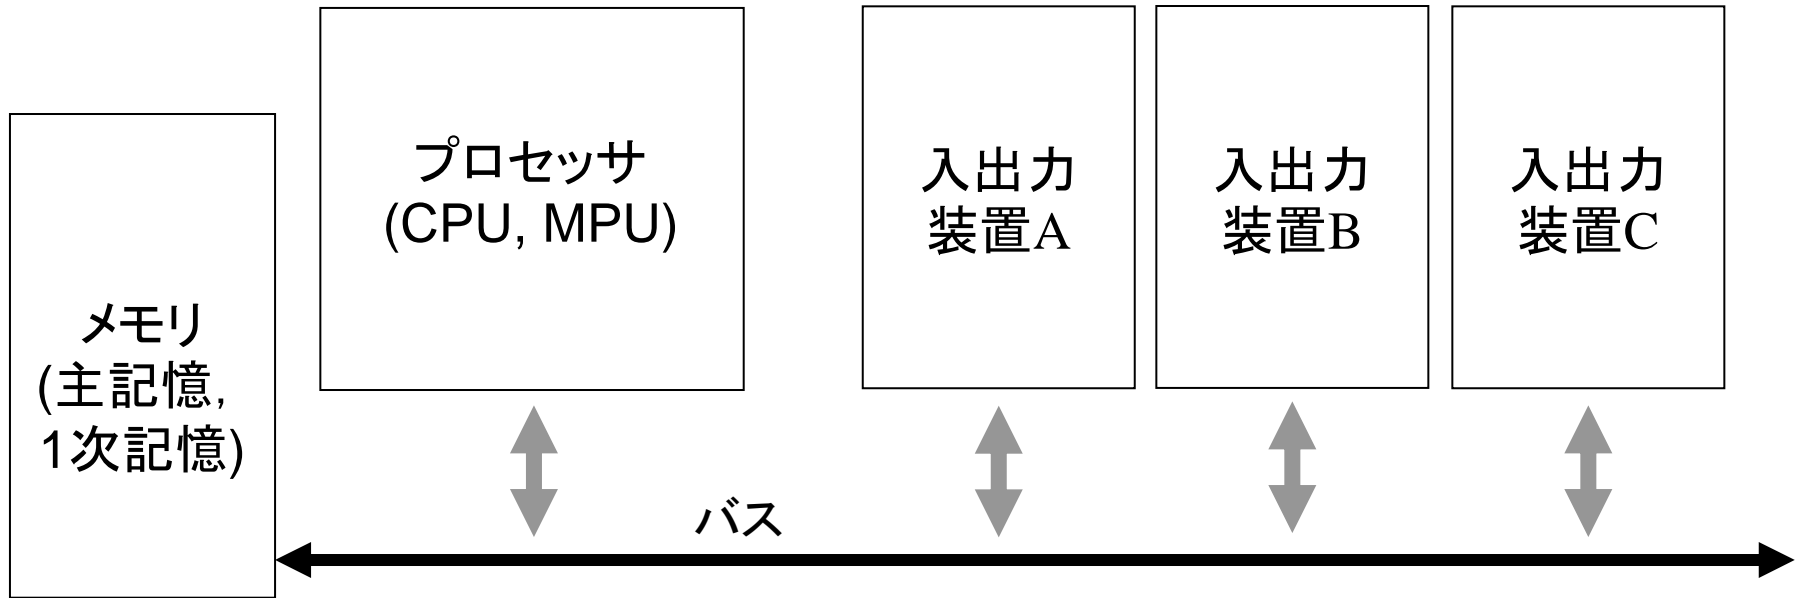 プロセッサ
(CPU, MPU)
入出力
装置A
入出力
装置B
入出力
装置C
メモリ
(主記憶,
1次記憶)
バス